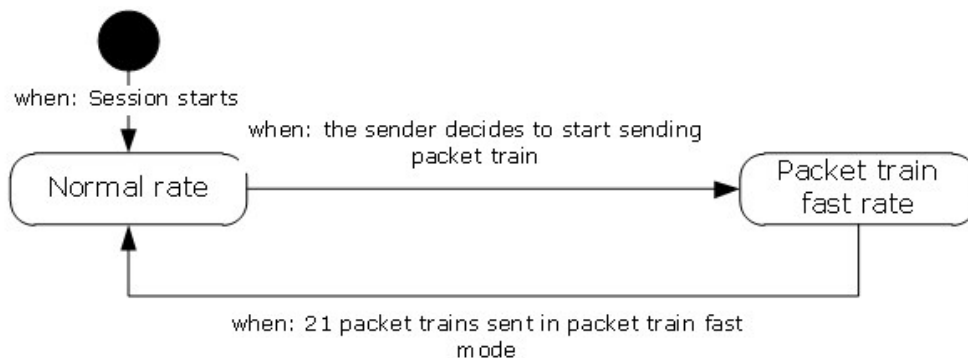 when: Session starts
when: the sender decides to start sending
packet train
Normal rate
Packet train
fast rate
when: 21 packet trains sent in packet train fast
mode